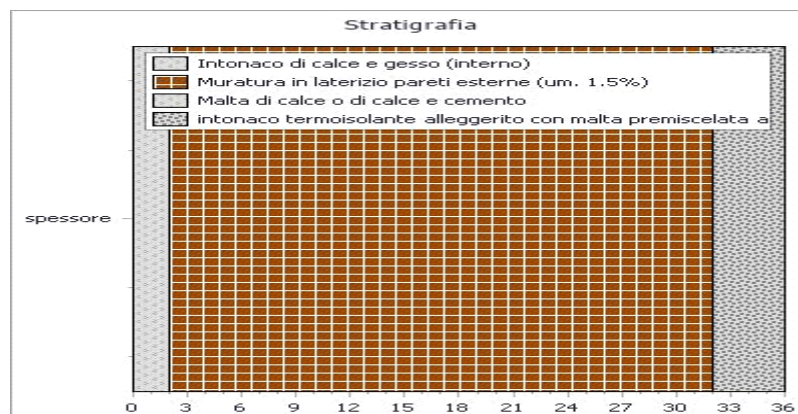 Stratigrafia
Intonaco di calce e gesso (interno)
Muratura in laterizio pareti esterne (um. 1.5%)
Malta di calce o di calce e cemento
intonaco termoisolante alleggerito con malta premiscelata a
spessore
0 3 6 9 12 15 18 21 24 27 30 33 36